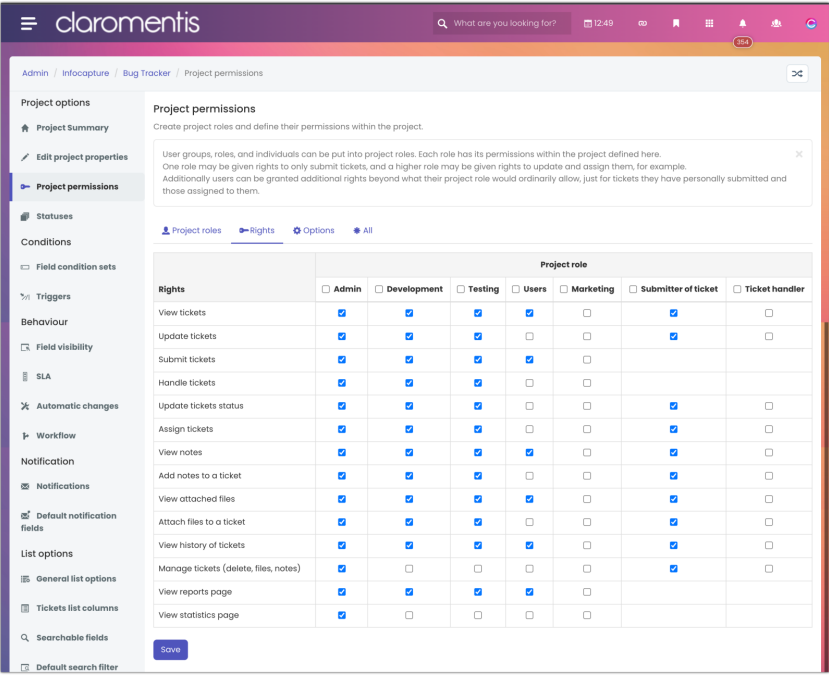 claromentis
What are you looking for?
12:49
354
Admin / Infocapture / Bug Tracker / Project permissions
Project options
Project Summary
Edit project properties
Project permissions
Statuses
Conditions
Field condition sets
Triggers
Behaviour
Field visibility
SLA
Automatic changes
Workflow
Notification
Notifications
Default notification
fields
List options
General list options
Tickets list columns
Searchable fields
Default search filter
Project permissions
Create project roles and define their permissions within the project.
User groups, roles, and individuals can be put into project roles. Each role has its permissions within the project defined here.
One role may be given rights to only submit tickets, and a higher role may be given rights to update and assign them, for example.
Additionally users can be granted additional rights beyond what their project role would ordinarily allow, just for tickets they have personally submitted and
those assigned to them.
Project roles Rights Options All
Project role
Rights Admin Development Testing Users Marketing Submitter of ticket Ticket handler
View tickets
Update tickets
Submit tickets
Handle tickets
Update tickets status
Assign tickets
View notes
Add notes to a ticket
View attached files
Attach files to a ticket
View history of tickets
Manage tickets (delete, files, notes)
View reports page
View statistics page
Save